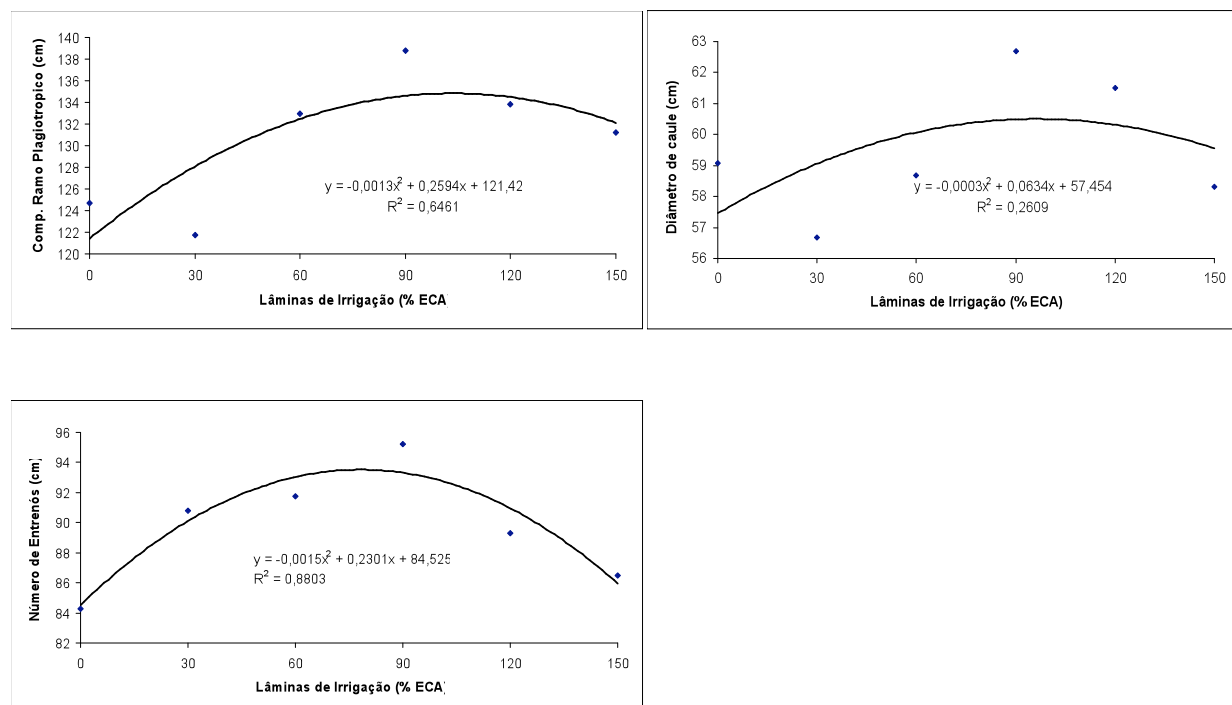 Comp. Ramo Plagiotropico (cm)
140
138
136
134
132
130
128
126
124
122
120
y = -0,0013x² + 0,2594x + 121,42
R² = 0,6461
0 30 60 90 120 150
Lâminas de Irrigação (% ECA
Diâmetro de caule (cm)
63
62
61
60
59
58
57
56
y = -0,0003x² + 0,0634x + 57,454
R² = 0,2609
0 30 60 90 120 150
Lâminas de Irrigação (% ECA)
Número de Entrenós (cm)
96
94
92
90
88
86
84
82
y = -0,0015x² + 0,2301x + 84,525
R² = 0,8803
0 30 60 90 120 150
Lâminas de Irrigação (% ECA)